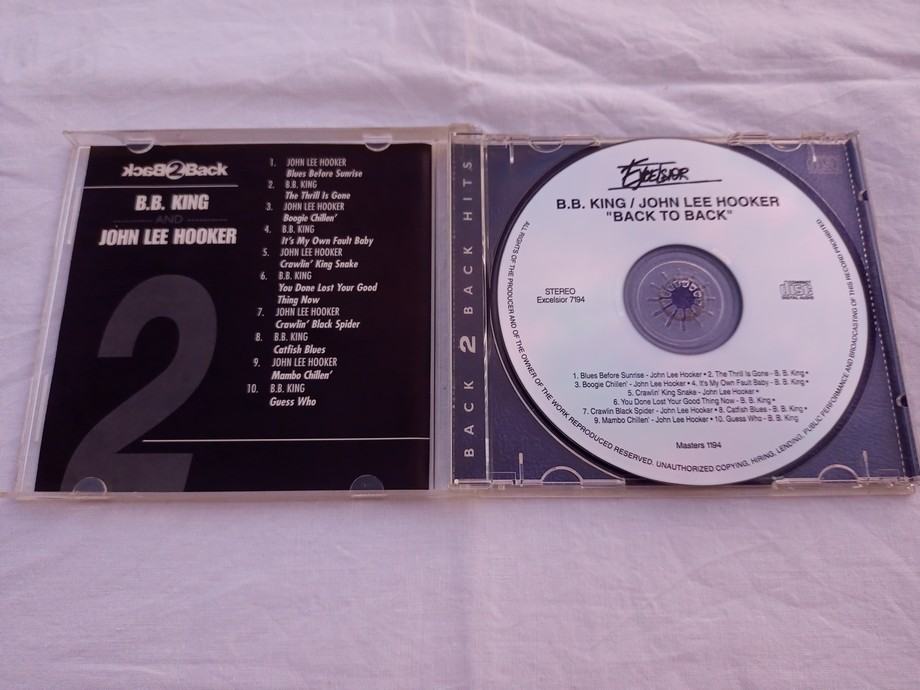 Back2Back
B.B. KING
AND
JOHN LEE HOOKER
2
1. JOHN LEE HOOKER
Blues Before Sunrise
2. B.B. KING
The Thrill Is Gone
3. JOHN LEE HOOKER
Boogie Chillen'
4. B.B. KING
It's My Own Fault Baby
5. JOHN LEE HOOKER
Crawlin' King Snake
6. B.B. KING
You Done Lost Your Good
Thing Now
7. JOHN LEE HOOKER
Crawlin' Black Spider
8. B.B. KING
Catfish Blues
9. JOHN LEE HOOKER
Mambo Chillen'
10. B.B. KING
Guess Who
BACK 2 BACK HITS
EXCELSIOR
B.B. KING / JOHN LEE HOOKER
"BACK TO BACK"
STEREO
Excelsior 7194
COMPACT
disc
DIGITAL AUDIO
1. Blues Before Sunrise - John Lee Hooker • 2. The Thrill Is Gone - B. B. King •
3. Boogie Chillen' - John Lee Hooker • 4. It's My Own Fault Baby - B. B. King •
5. Crawlin' King Snake - John Lee Hooker •
6. You Done Lost Your Good Thing Now - B. B. King •
7. Crawlin Black Spider - John Lee Hooker • 8. Catfish Blues - B. B. King •
9. Mambo Chillen' - John Lee Hooker • 10. Guess Who - B. B. King
Masters 1194
ALL RIGHTS OF THE PRODUCER AND OF THE OWNER OF THE WORK REPRODUCED RESERVED. UNAUTHORIZED COPYING, HIRING, LENDING, PUBLIC PERFORMANCE AND BROADCASTING OF THIS RECORD PROHIBITED